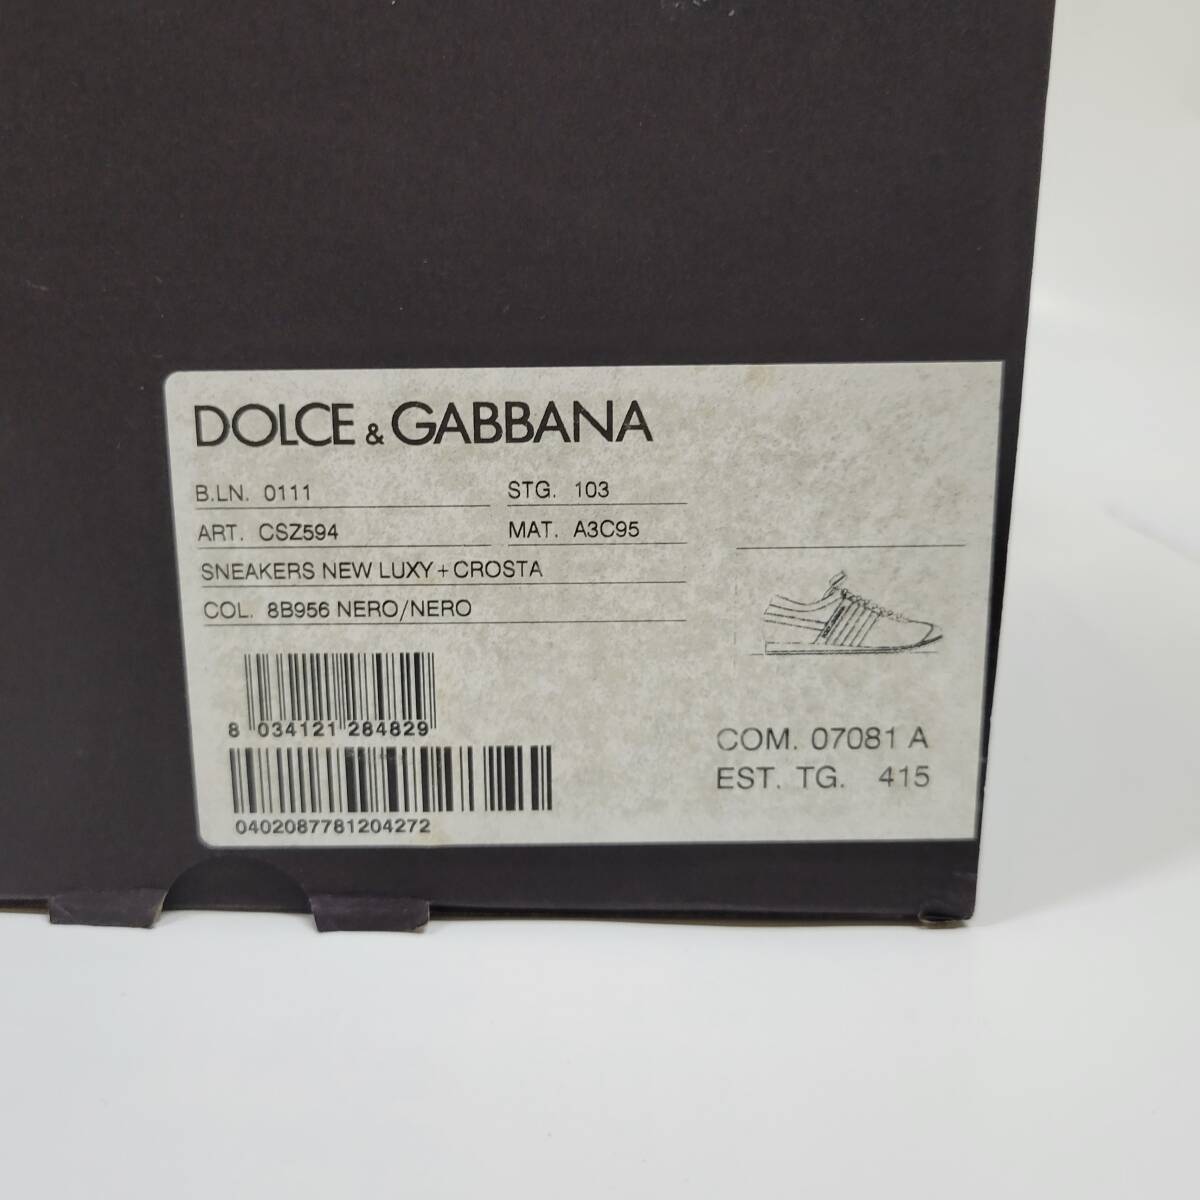 DOLCE & GABBANA
B.LN. 0111 STG. 103
ART. CSZ594 MAT. A3C95
SNEAKERS NEW LUXY+CROSTA
COL. 8B956 NERO/NERO
8 034121 284829
0402087781204272
COM. 07081 A
EST. TG. 415